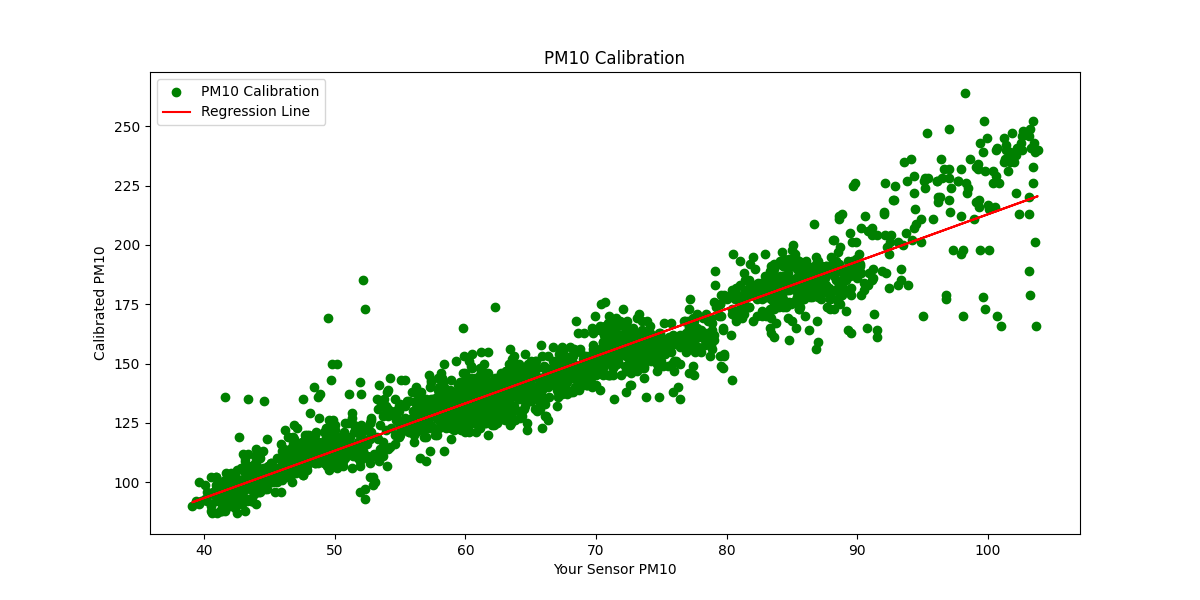 PM10 Calibration
PM10 Calibration
Regression Line
250
225
200
175
150
125
100
Calibrated PM10
40 50 60 70 80 90 100
Your Sensor PM10